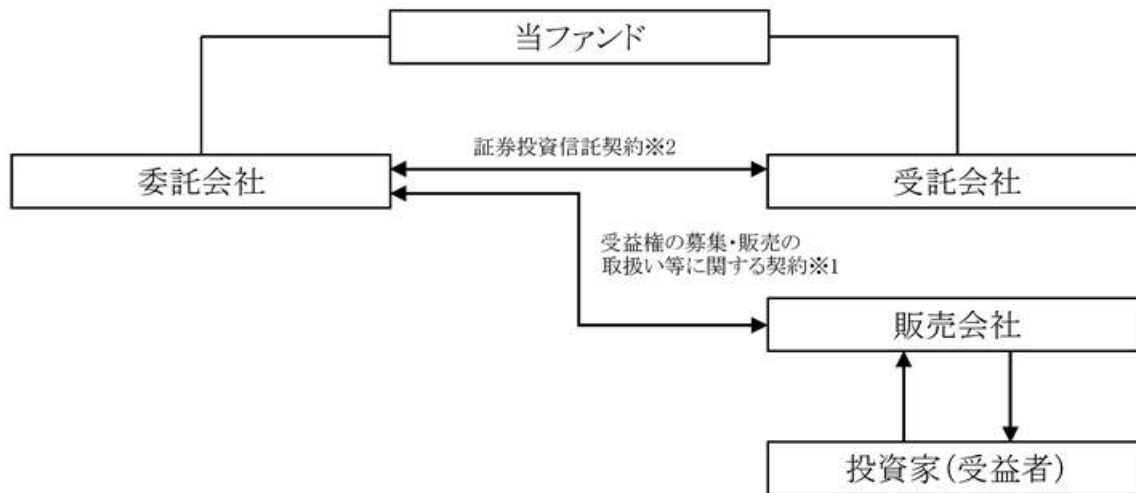 当ファンド
証券投資信託契約※2
委託会社
受託会社
受益権の募集・販売の
取扱い等に関する契約※1
販売会社
投資家(受益者)